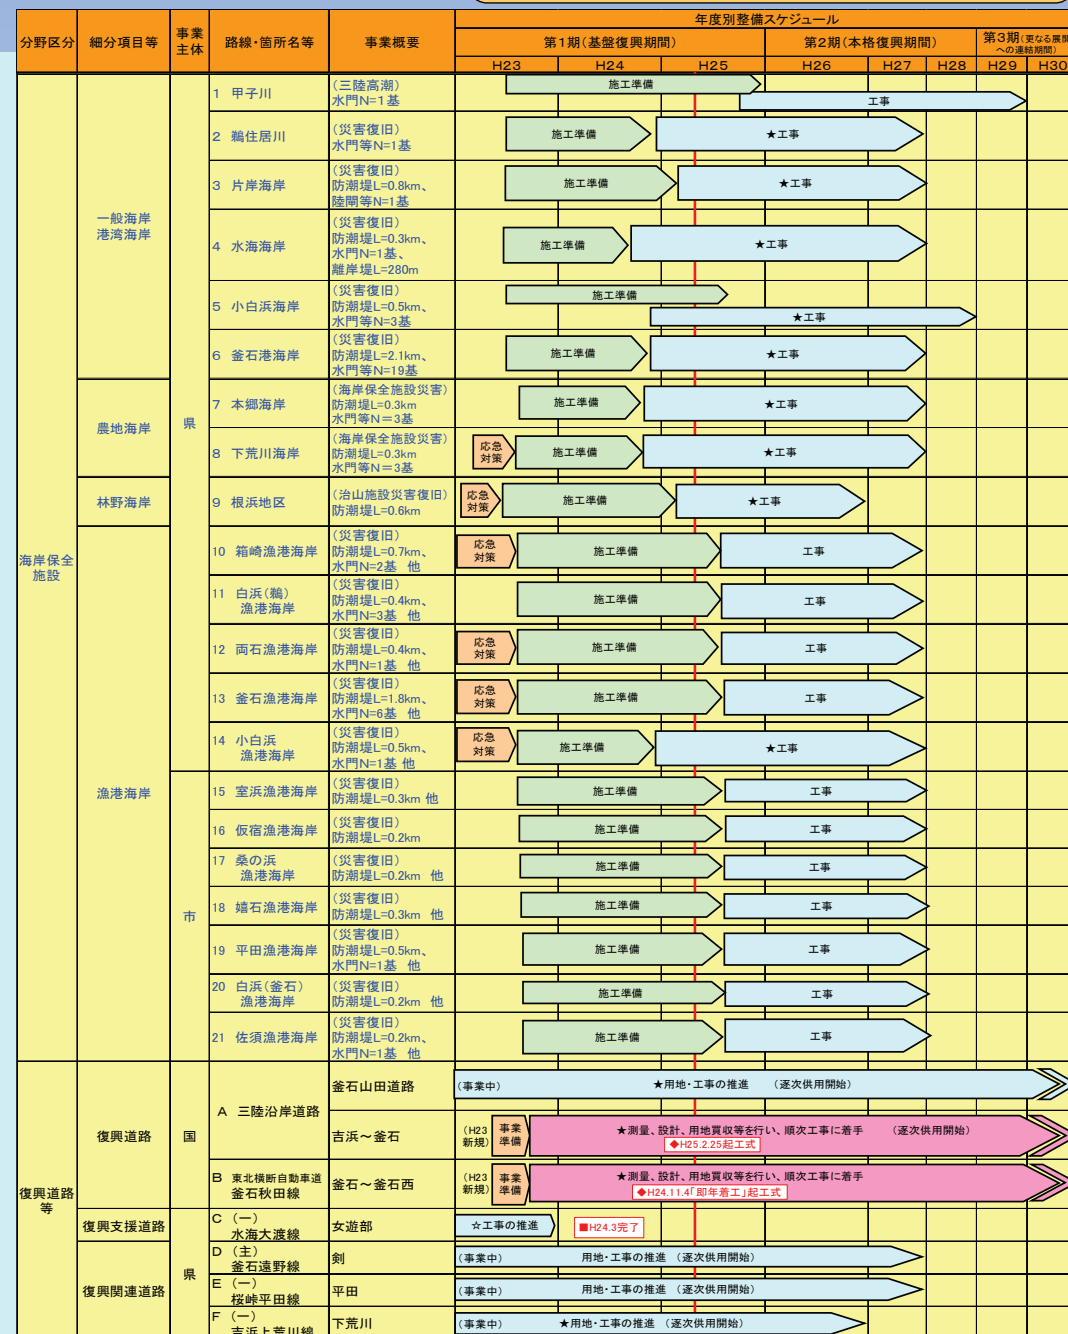 分野区分 細分項目等 事業主体 路線・箇所名等 事業概要 年度別整備スケジュール
第1期(基盤復興期間) 第2期(本格復興期間) 第3期(更なる展開への連結期間)
H23 H24 H25 H26 H27 H28 H29 H30
海岸保全施設
一般海岸
港湾海岸
県
1 甲子川
(三陸高潮)
水門N=1基
施工準備
工事
2 鵜住居川
(災害復旧)
水門等N=1基
施工準備
★工事
3 片岸海岸
(災害復旧)
防潮堤L=0.8km、
陸閘等N=1基
施工準備
★工事
4 水海海岸
(災害復旧)
防潮堤L=0.3km、
水門N=1基、
離岸堤L=280m
施工準備
★工事
5 小白浜海岸
(災害復旧)
防潮堤L=0.5km、
水門等N=3基
施工準備
★工事
6 釜石港海岸
(災害復旧)
防潮堤L=2.1km、
水門等N=19基
施工準備
★工事
農地海岸
7 本郷海岸
(海岸保全施設災害)
防潮堤L=0.3km
水門等N=3基
施工準備
★工事
8 下荒川海岸
(海岸保全施設災害)
防潮堤L=0.3km
水門等N=3基
応急対策
施工準備
★工事
林野海岸
9 根浜地区
(治山施設災害復旧)
防潮堤L=0.6km
応急対策
施工準備
★工事
漁港海岸
10 箱崎漁港海岸
(災害復旧)
防潮堤L=0.7km、
水門N=2基 他
応急対策
施工準備
工事
11 白浜(鵜)
漁港海岸
(災害復旧)
防潮堤L=0.4km、
水門N=3基 他
施工準備
工事
12 両石漁港海岸
(災害復旧)
防潮堤L=0.4km、
水門N=1基 他
応急対策
施工準備
工事
13 釜石漁港海岸
(災害復旧)
防潮堤L=1.8km、
水門N=6基 他
応急対策
施工準備
工事
14 小白浜
漁港海岸
(災害復旧)
防潮堤L=0.5km、
水門N=1基 他
応急対策
施工準備
★工事
市
15 室浜漁港海岸
(災害復旧)
防潮堤L=0.3km 他
施工準備
工事
16 仮宿漁港海岸
(災害復旧)
防潮堤L=0.2km
施工準備
工事
17 桑の浜
漁港海岸
(災害復旧)
防潮堤L=0.2km 他
施工準備
工事
18 嬉石漁港海岸
(災害復旧)
防潮堤L=0.3km 他
施工準備
工事
19 平田漁港海岸
(災害復旧)
防潮堤L=0.5km、
水門N=1基 他
施工準備
工事
20 白浜(釜石)
漁港海岸
(災害復旧)
防潮堤L=0.2km 他
施工準備
工事
21 佐須漁港海岸
(災害復旧)
防潮堤L=0.2km、
水門N=1基 他
施工準備
工事
復興道路等
復興道路
国
A 三陸沿岸道路
釜石山田道路
(事業中)
★用地・工事の推進 (逐次供用開始)
吉浜～釜石
(H23新規)
事業準備
★測量、設計、用地買収等を行い、順次工事に着手 (逐次供用開始)
◆H25.2.25起工式
B 東北横断自動車道
釜石秋田線
釜石～釜石西
(H23新規)
事業準備
★測量、設計、用地買収等を行い、順次工事に着手
◆H24.11.4「即年着工」起工式
復興支援道路
県
C (一)
水海大渡線
女遊部
☆工事の推進
■H24.3完了
復興関連道路
D (主)
釜石遠野線
剣
(事業中)
用地・工事の推進 (逐次供用開始)
E (一)
桜峠平田線
平田
(事業中)
用地・工事の推進 (逐次供用開始)
F (一)
吉浜上荒川線
下荒川
(事業中)
★用地・工事の推進 (逐次供用開始)